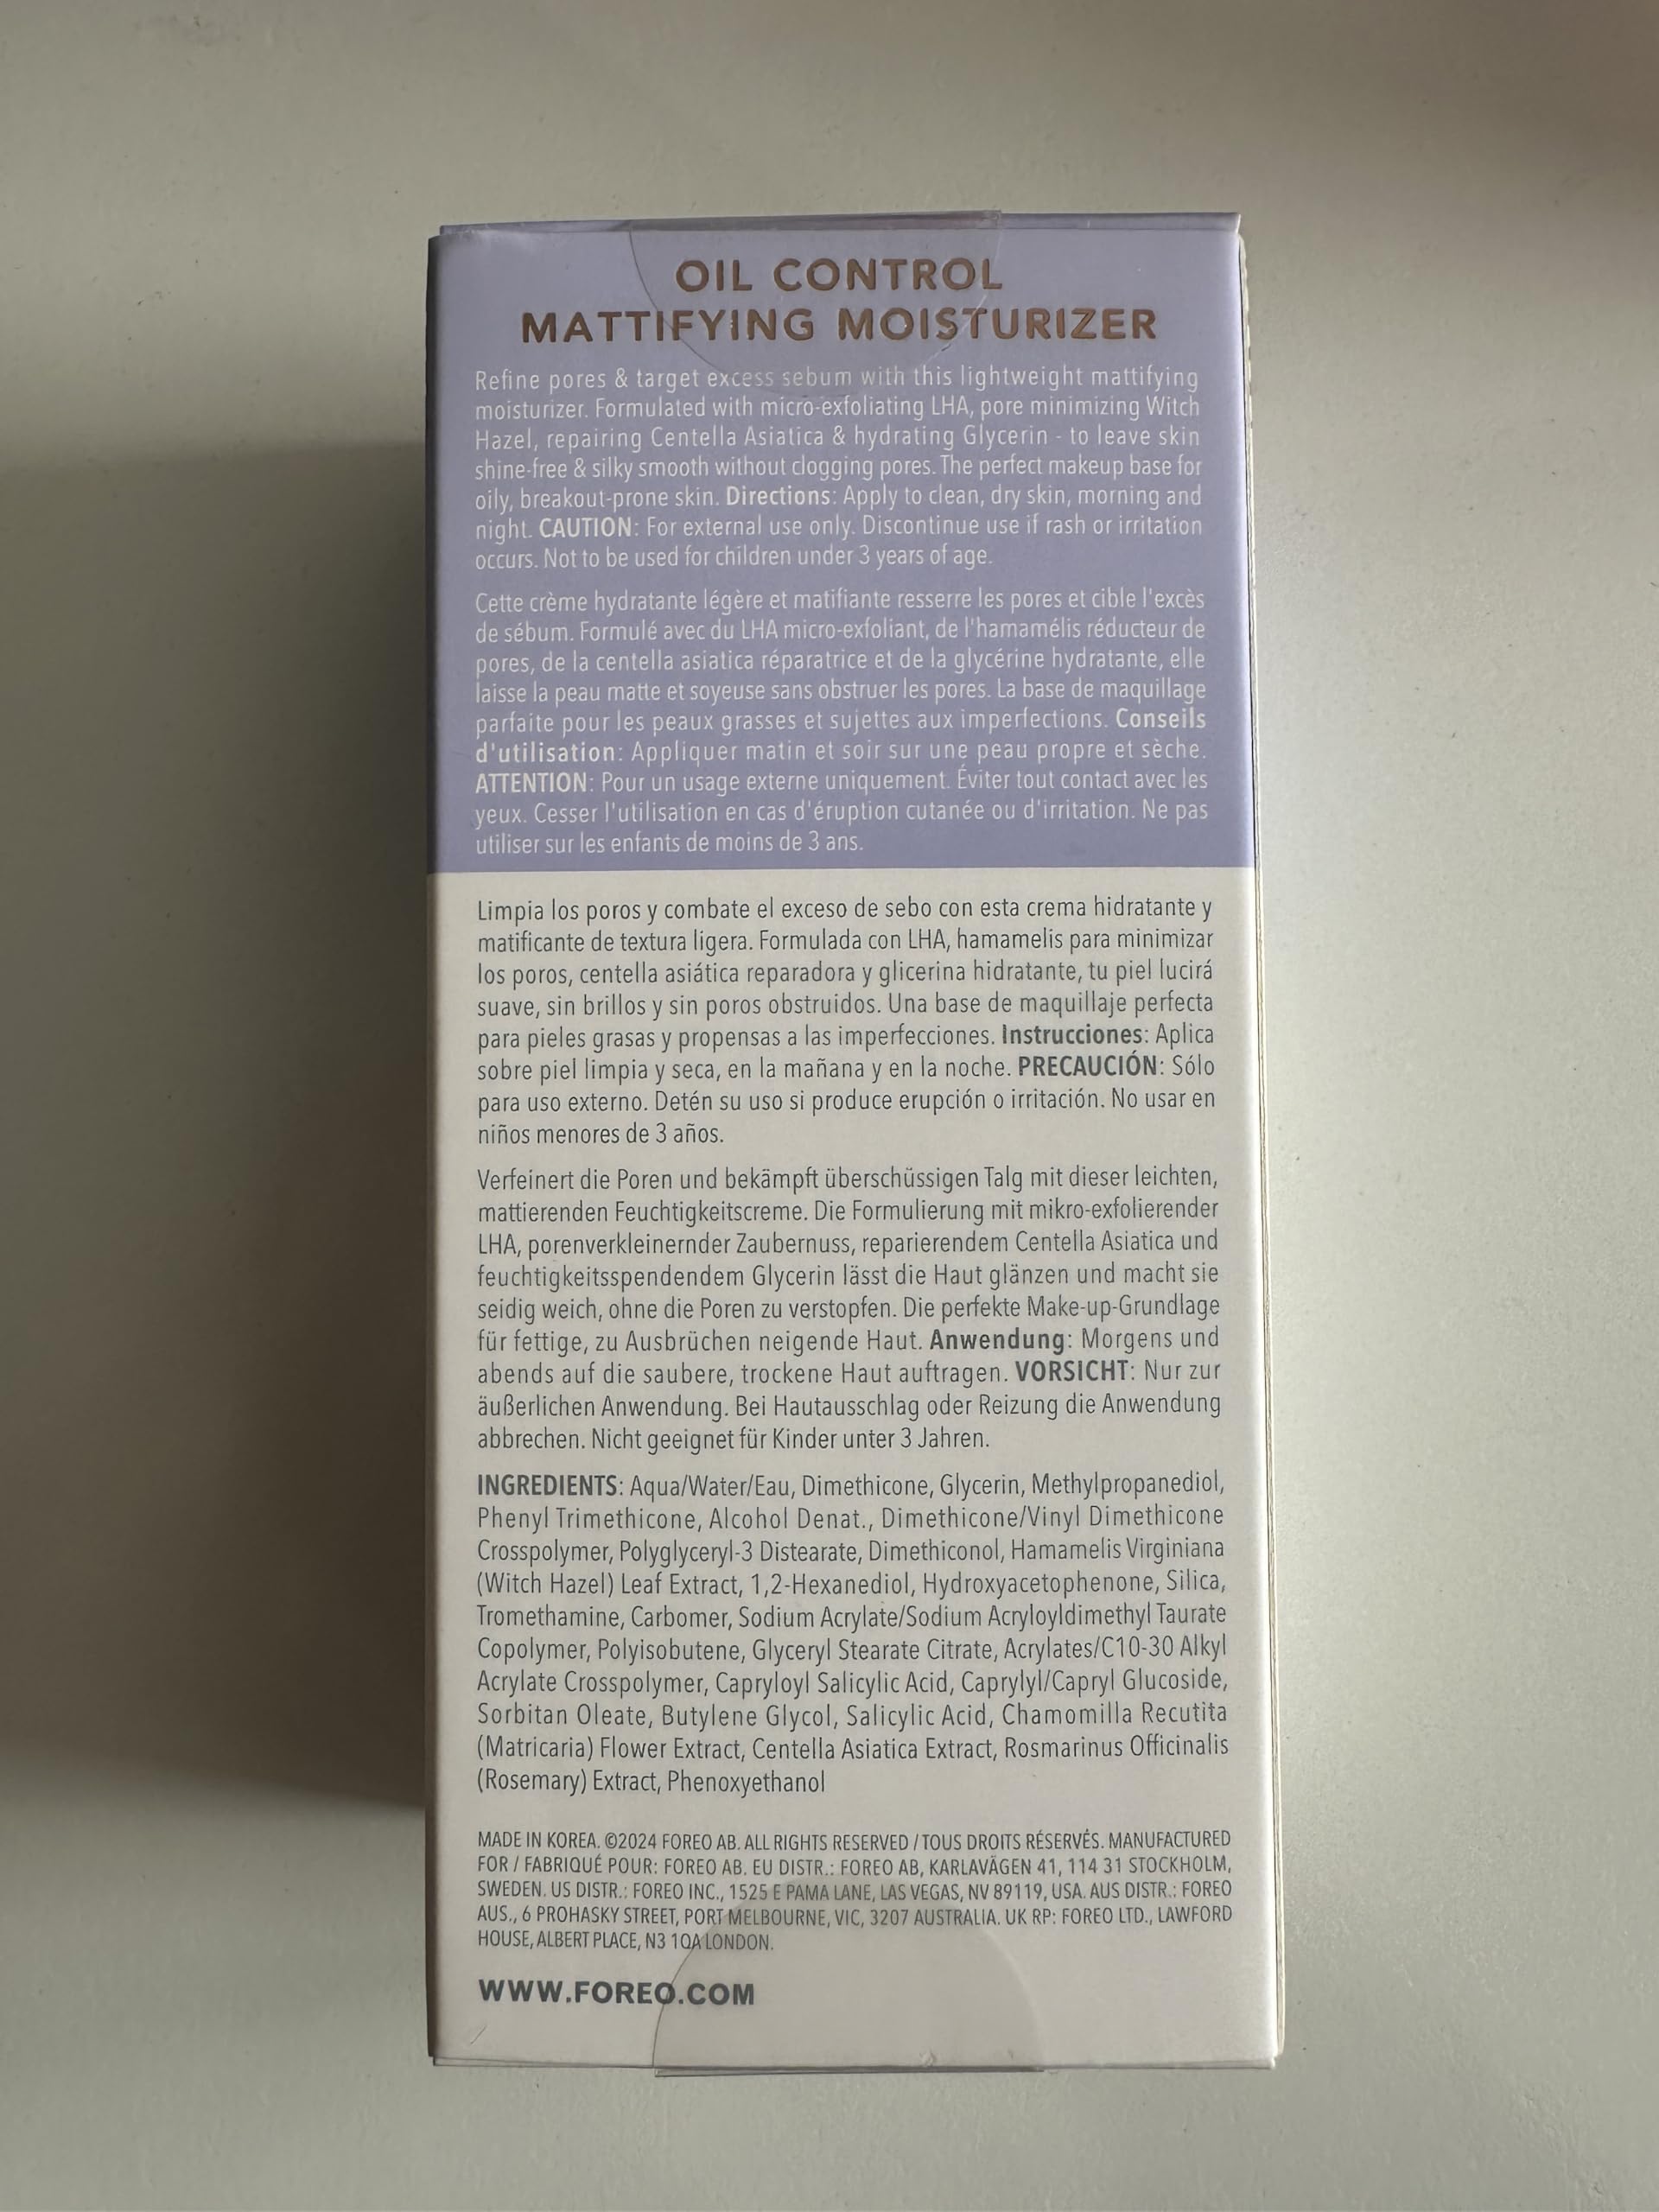 OIL CONTROL
MATTIFYING MOISTURIZER
Refine pores & target excess sebum with this lightweight mattifying
moisturizer. Formulated with micro-exfoliating LHA, pore minimizing Witch
Hazel, repairing Centella Asiatica & hydrating Glycerin - to leave skin
shine-free & silky smooth without clogging pores. The perfect makeup base for
oily, breakout-prone skin. Directions: Apply to clean, dry skin, morning and
night. CAUTION: For external use only. Discontinue use if rash or irritation
occurs. Not to be used for children under 3 years of age.
Cette crème hydratante légère et matifiante resserre les pores et cible l'excès
de sébum. Formulé avec du LHA micro-exfoliant, de l'hamamélis réducteur de
pores, de la centella asiatica réparatrice et de la glycérine hydratante, elle
laisse la peau matte et soyeuse sans obstruer les pores. La base de maquillage
parfaite pour les peaux grasses et sujettes aux imperfections. Conseils
d'utilisation: Appliquer matin et soir sur une peau propre et sèche.
ATTENTION: Pour un usage externe uniquement. Éviter tout contact avec les
yeux. Cesser l'utilisation en cas d'éruption cutanée ou d'irritation. Ne pas
utiliser sur les enfants de moins de 3 ans.
Limpia los poros y combate el exceso de sebo con esta crema hidratante y
matificante de textura ligera. Formulada con LHA, hamamelis para minimizar
los poros, centella asiática reparadora y glicerina hidratante, tu piel lucirá
suave, sin brillos y sin poros obstruidos. Una base de maquillaje perfecta
para pieles grasas y propensas a las imperfecciones. Instrucciones: Aplica
sobre piel limpia y seca, en la mañana y en la noche. PRECAUCIÓN: Sólo
para uso externo. Detén su uso si produce erupción o irritación. No usar en
niños menores de 3 años.
Verfeinert die Poren und bekämpft überschüssigen Talg mit dieser leichten,
mattierenden Feuchtigkeitscreme. Die Formulierung mit mikro-exfolierender
LHA, porenverkleinernder Zaubernuss, reparierendem Centella Asiatica und
feuchtigkeitsspendendem Glycerin lässt die Haut glänzen und macht sie
seidig weich, ohne die Poren zu verstopfen. Die perfekte Make-up-Grundlage
für fettige, zu Ausbrüchen neigende Haut. Anwendung: Morgens und
abends auf die saubere, trockene Haut auftragen. VORSICHT: Nur zur
äußerlichen Anwendung. Bei Hautausschlag oder Reizung die Anwendung
abbrechen. Nicht geeignet für Kinder unter 3 Jahren.
INGREDIENTS: Aqua/Water/Eau, Dimethicone, Glycerin, Methylpropanediol,
Phenyl Trimethicone, Alcohol Denat., Dimethicone/Vinyl Dimethicone
Crosspolymer, Polyglyceryl-3 Distearate, Dimethiconol, Hamamelis Virginiana
(Witch Hazel) Leaf Extract, 1,2-Hexanediol, Hydroxyacetophenone, Silica,
Tromethamine, Carbomer, Sodium Acrylate/Sodium Acryloyldimethyl Taurate
Copolymer, Polyisobutene, Glyceryl Stearate Citrate, Acrylates/C10-30 Alkyl
Acrylate Crosspolymer, Capryloyl Salicylic Acid, Caprylyl/Capryl Glucoside,
Sorbitan Oleate, Butylene Glycol, Salicylic Acid, Chamomilla Recutita
(Matricaria) Flower Extract, Centella Asiatica Extract, Rosmarinus Officinalis
(Rosemary) Extract, Phenoxyethanol
MADE IN KOREA. ©2024 FOREO AB. ALL RIGHTS RESERVED / TOUS DROITS RÉSERVÉS. MANUFACTURED
FOR / FABRIQUÉ POUR: FOREO AB. EU DISTR.: FOREO AB, KARLAVÄGEN 41, 114 31 STOCKHOLM,
SWEDEN. US DISTR.: FOREO INC., 1525 E PAMA LANE, LAS VEGAS, NV 89119, USA. AUS DISTR.: FOREO
AUS., 6 PROHASKY STREET, PORT MELBOURNE, VIC, 3207 AUSTRALIA. UK RP: FOREO LTD., LAWFORD
HOUSE, ALBERT PLACE, N3 1QA LONDON.
WWW.FOREO.COM